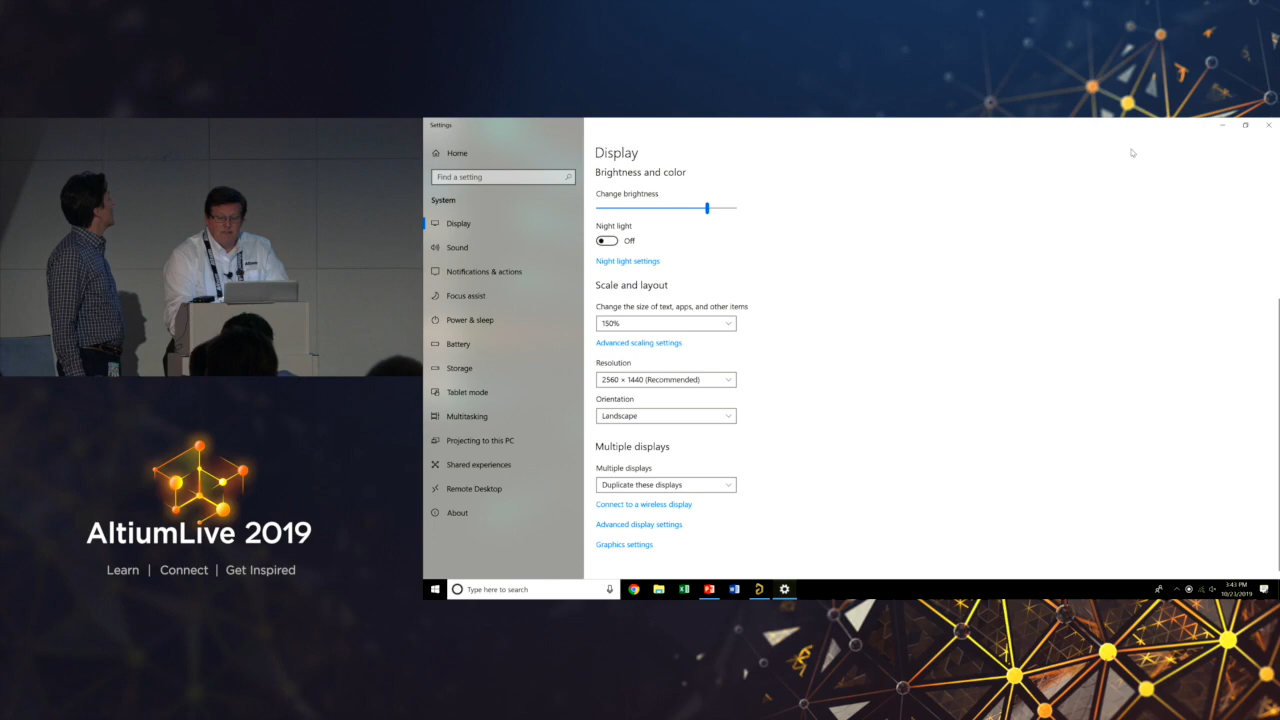 Settings
Home
Find a setting
System
Display
Sound
Notifications & actions
Focus assist
Power & sleep
Battery
Storage
Tablet mode
Multitasking
Projecting to this PC
Shared experiences
Remote Desktop
About
Display
Brightness and color
Change brightness
Night light
Off
Night light settings
Scale and layout
Change the size of text, apps, and other items
150%
Advanced scaling settings
Resolution
2560 × 1440 (Recommended)
Orientation
Landscape
Multiple displays
Multiple displays
Duplicate these displays
Connect to a wireless display
Advanced display settings
Graphics settings
Type here to search
3:43 PM
10/23/2019
Altium
AltiumLive 2019
Learn | Connect | Get Inspired